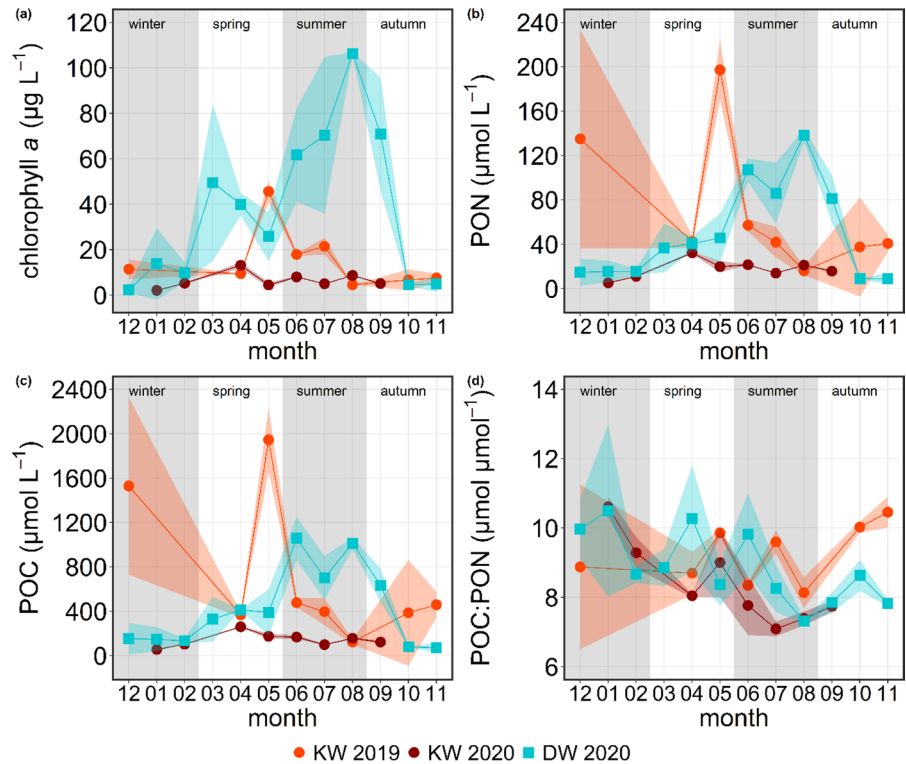 (a)
winter spring summer autumn
chlorophyll a (µg L⁻¹)
120
100
80
60
40
20
0
12 01 02 03 04 05 06 07 08 09 10 11
month
(b)
winter spring summer autumn
PON (µmol L⁻¹)
240
200
160
120
80
40
0
12 01 02 03 04 05 06 07 08 09 10 11
month
(c)
winter spring summer autumn
POC (µmol L⁻¹)
2400
2000
1600
1200
800
400
0
12 01 02 03 04 05 06 07 08 09 10 11
month
(d)
winter spring summer autumn
POC:PON (µmol µmol⁻¹)
14
12
10
8
6
12 01 02 03 04 05 06 07 08 09 10 11
month
KW 2019 KW 2020 DW 2020